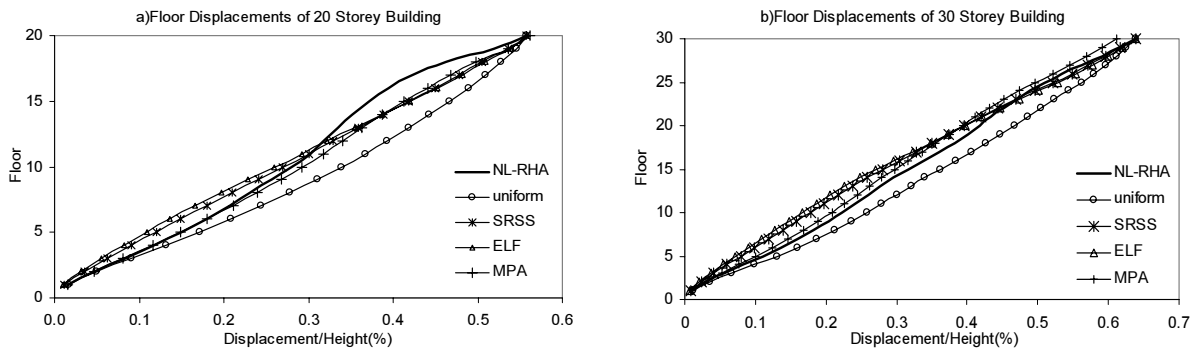 a)Floor Displacements of 20 Storey Building
20
15
10
5
0
Floor
0.0 0.1 0.2 0.3 0.4 0.5 0.6
Displacement/Height(%)
NL-RHA
uniform
SRSS
ELF
MPA
b)Floor Displacements of 30 Storey Building
30
25
20
15
10
5
0
Floor
0 0.1 0.2 0.3 0.4 0.5 0.6 0.7
Displacement/Height(%)
NL-RHA
uniform
SRSS
ELF
MPA